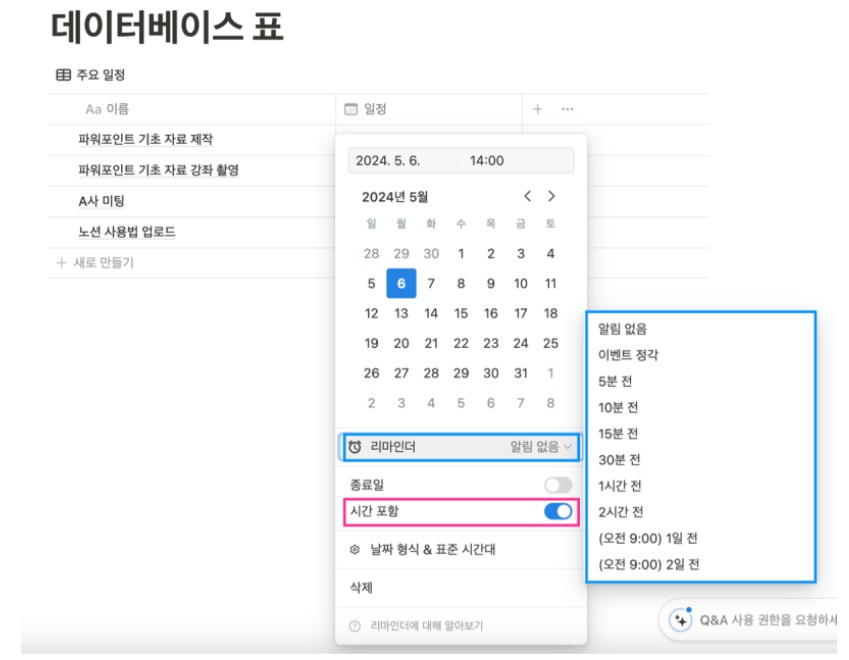 데이터베이스 표
주요 일정
Aa 이름
일정
파워포인트 기초 자료 제작
파워포인트 기초 자료 강좌 촬영
A사 미팅
노션 사용법 업로드
+ 새로 만들기
2024. 5. 6. 14:00
2024년 5월
일 월 화 수 목 금 토
28 29 30 1 2 3 4
5 6 7 8 9 10 11
12 13 14 15 16 17 18
19 20 21 22 23 24 25
26 27 28 29 30 31 1
2 3 4 5 6 7 8
리마인더 알림 없음
종료일
시간 포함
날짜 형식 & 표준 시간대
삭제
리마인더에 대해 알아보기
알림 없음
이벤트 정각
5분 전
10분 전
15분 전
30분 전
1시간 전
2시간 전
(오전 9:00) 1일 전
(오전 9:00) 2일 전
Q&A 사용 권한을 요청하세